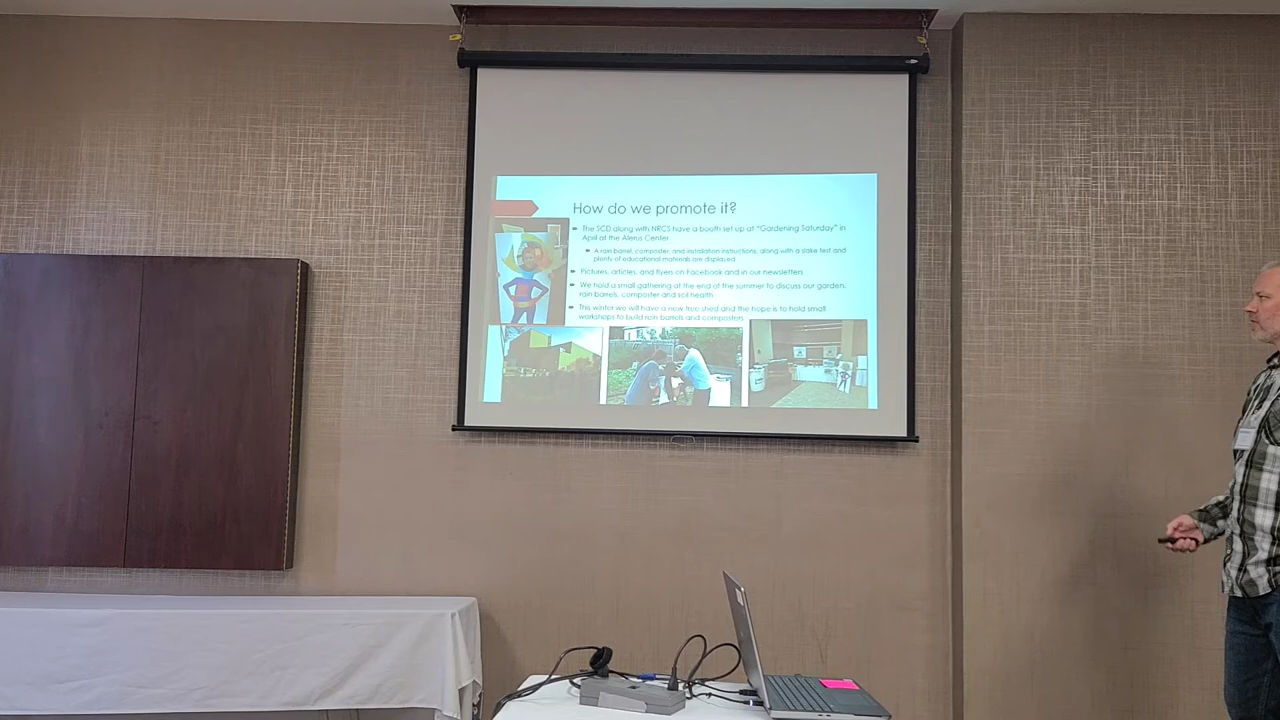 How do we promote it?
The SCD along with NRCS have a booth set up at "Gardening Saturday" in
April at the Alerus Center
A rain barrel, composter, and installation instructions, along with a slake test and
plenty of educational materials are displayed
Pictures, articles, and flyers on Facebook and in our newsletters
We hold a small gathering at the end of the summer to discuss our garden,
rain barrels, composter and soil health
This winter we will have a new tree shed and the hope is to hold small
workshops to build rain barrels and composters